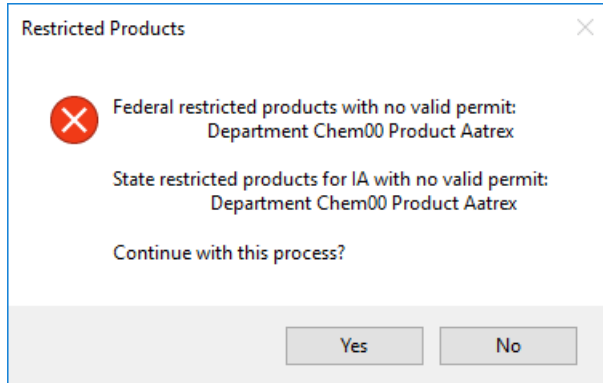 Restricted Products
Federal restricted products with no valid permit:
Department Chem00 Product Aatrex
State restricted products for IA with no valid permit:
Department Chem00 Product Aatrex
Continue with this process?
Yes
No